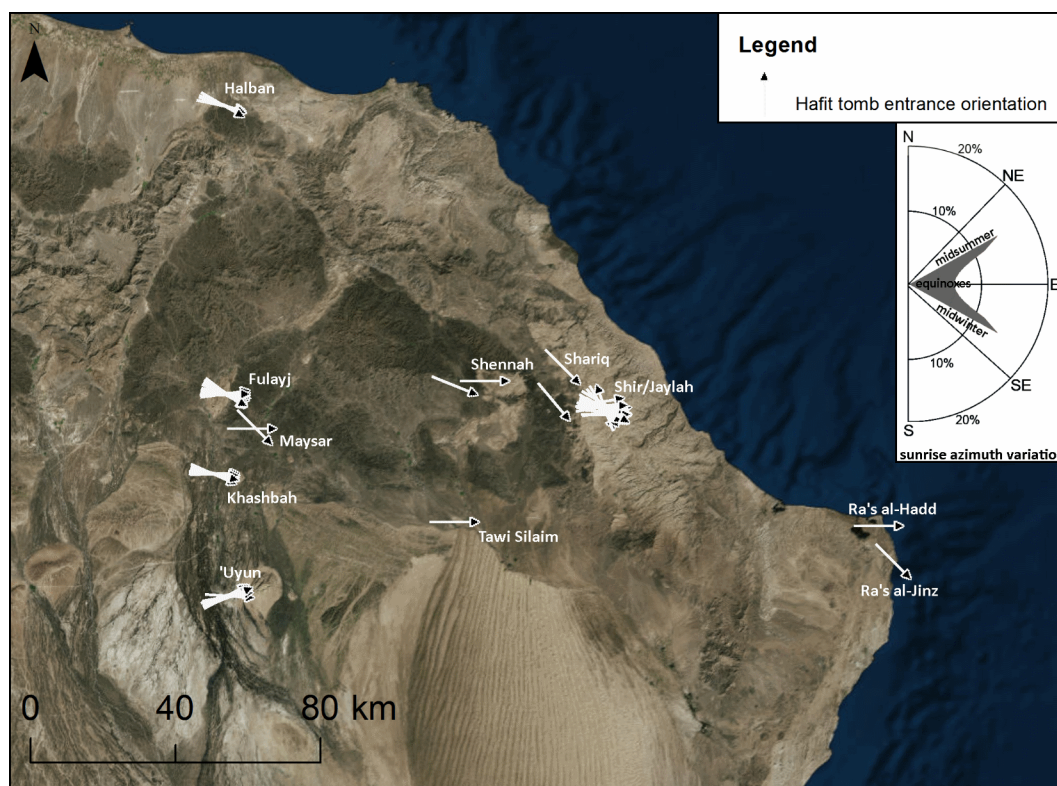 N
Halban
Legend
Hafit tomb entrance orientation
N
20%
NE
10%
midsummer
equinoxes
E
midwinter
10%
SE
20%
S
sunrise azimuth variatio
Shennah
Shariq
Fulayj
Shir/Jaylah
Maysar
Khashbah
Ra's al-Hadd
Tawi Silaim
'Uyun
Ra's al-Jinz
0 40 80 km